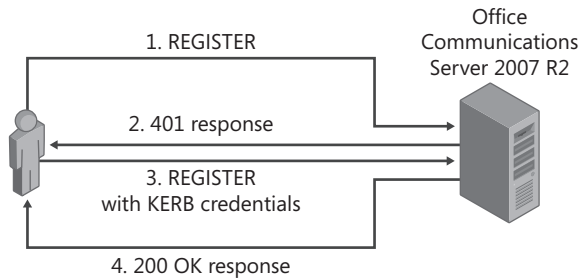 Office
Communications
Server 2007 R2
1. REGISTER
2. 401 response
3. REGISTER
with KERB credentials
4. 200 OK response